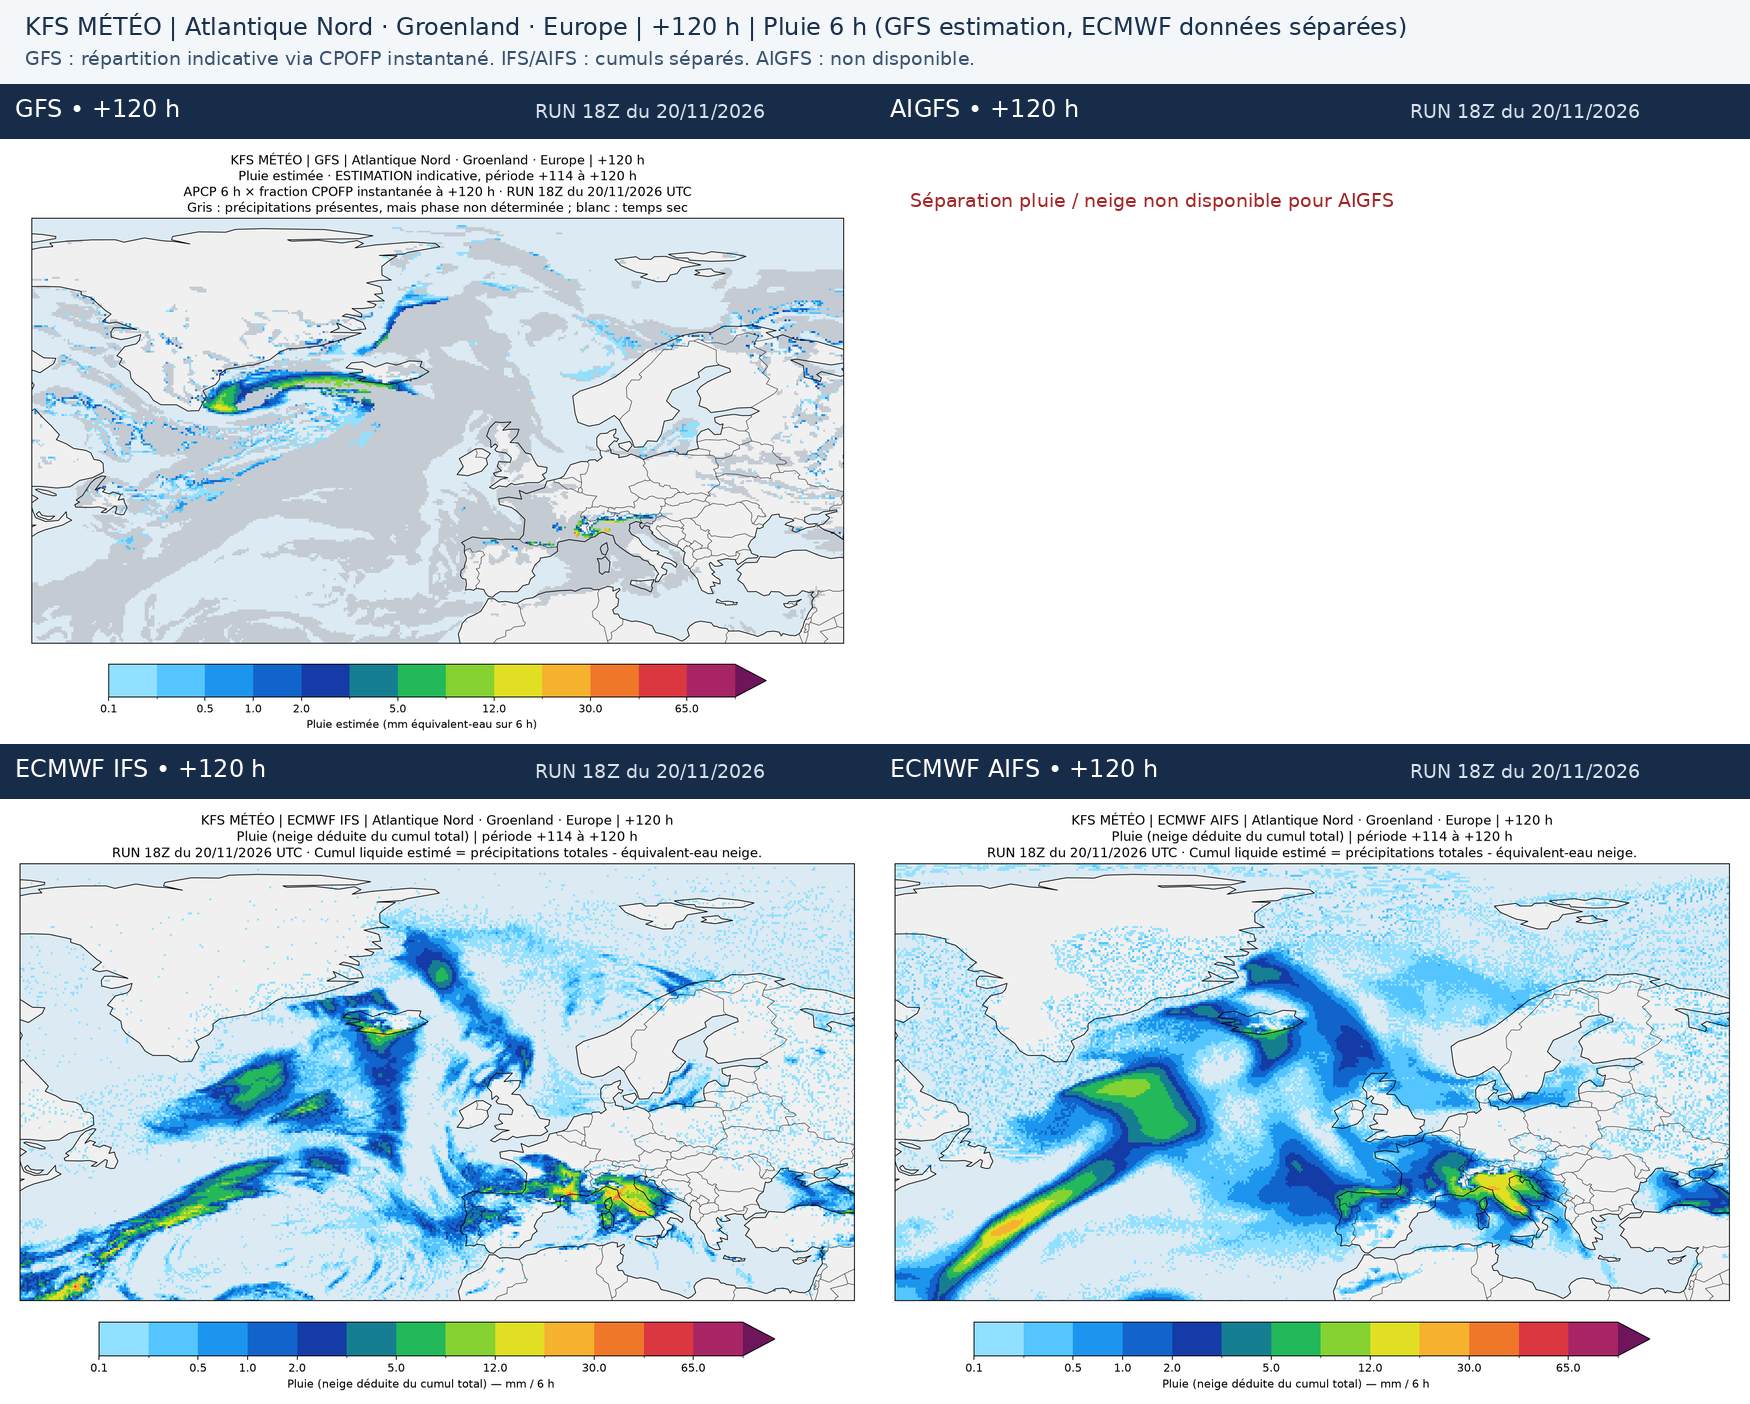 KFS MÉTÉO | Atlantique Nord · Groenland · Europe | +120 h | Pluie 6 h (GFS estimation, ECMWF données séparées)
GFS : répartition indicative via CPOFP instantané. IFS/AIFS : cumuls séparés. AIGFS : non disponible.
GFS • +120 h
RUN 18Z du 20/11/2026
AIGFS • +120 h
RUN 18Z du 20/11/2026
KFS MÉTÉO | GFS | Atlantique Nord · Groenland · Europe | +120 h
Pluie estimée · ESTIMATION indicative, période +114 à +120 h
APCP 6 h × fraction CPOFP instantanée à +120 h · RUN 18Z du 20/11/2026 UTC
Gris : précipitations présentes, mais phase non déterminée ; blanc : temps sec
Séparation pluie / neige non disponible pour AIGFS
0.1 0.5 1.0 2.0 5.0 12.0 30.0 65.0
Pluie estimée (mm équivalent-eau sur 6 h)
ECMWF IFS • +120 h
RUN 18Z du 20/11/2026
ECMWF AIFS • +120 h
RUN 18Z du 20/11/2026
KFS MÉTÉO | ECMWF IFS | Atlantique Nord · Groenland · Europe | +120 h
Pluie (neige déduite du cumul total) | période +114 à +120 h
RUN 18Z du 20/11/2026 UTC · Cumul liquide estimé = précipitations totales - équivalent-eau neige.
0.1 0.5 1.0 2.0 5.0 12.0 30.0 65.0
Pluie (neige déduite du cumul total) — mm / 6 h
KFS MÉTÉO | ECMWF AIFS | Atlantique Nord · Groenland · Europe | +120 h
Pluie (neige déduite du cumul total) | période +114 à +120 h
RUN 18Z du 20/11/2026 UTC · Cumul liquide estimé = précipitations totales - équivalent-eau neige.
0.1 0.5 1.0 2.0 5.0 12.0 30.0 65.0
Pluie (neige déduite du cumul total) — mm / 6 h